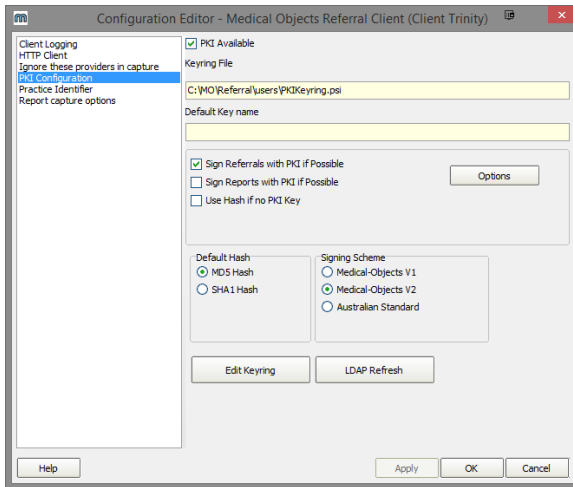 Configuration Editor - Medical Objects Referral Client (Client Trinity)
Client Logging
HTTP Client
Ignore these providers in capture
PKI Configuration
Practice Identifier
Report capture options
PKI Available
Keyring File
C:\MO\Referral\users\PKIKeyring.psi
Default Key name
Sign Referrals with PKI if Possible
Sign Reports with PKI if Possible
Use Hash if no PKI Key
Options
Default Hash
MD5 Hash
SHA1 Hash
Signing Scheme
Medical-Objects V1
Medical-Objects V2
Australian Standard
Edit Keyring
LDAP Refresh
Help
Apply
OK
Cancel